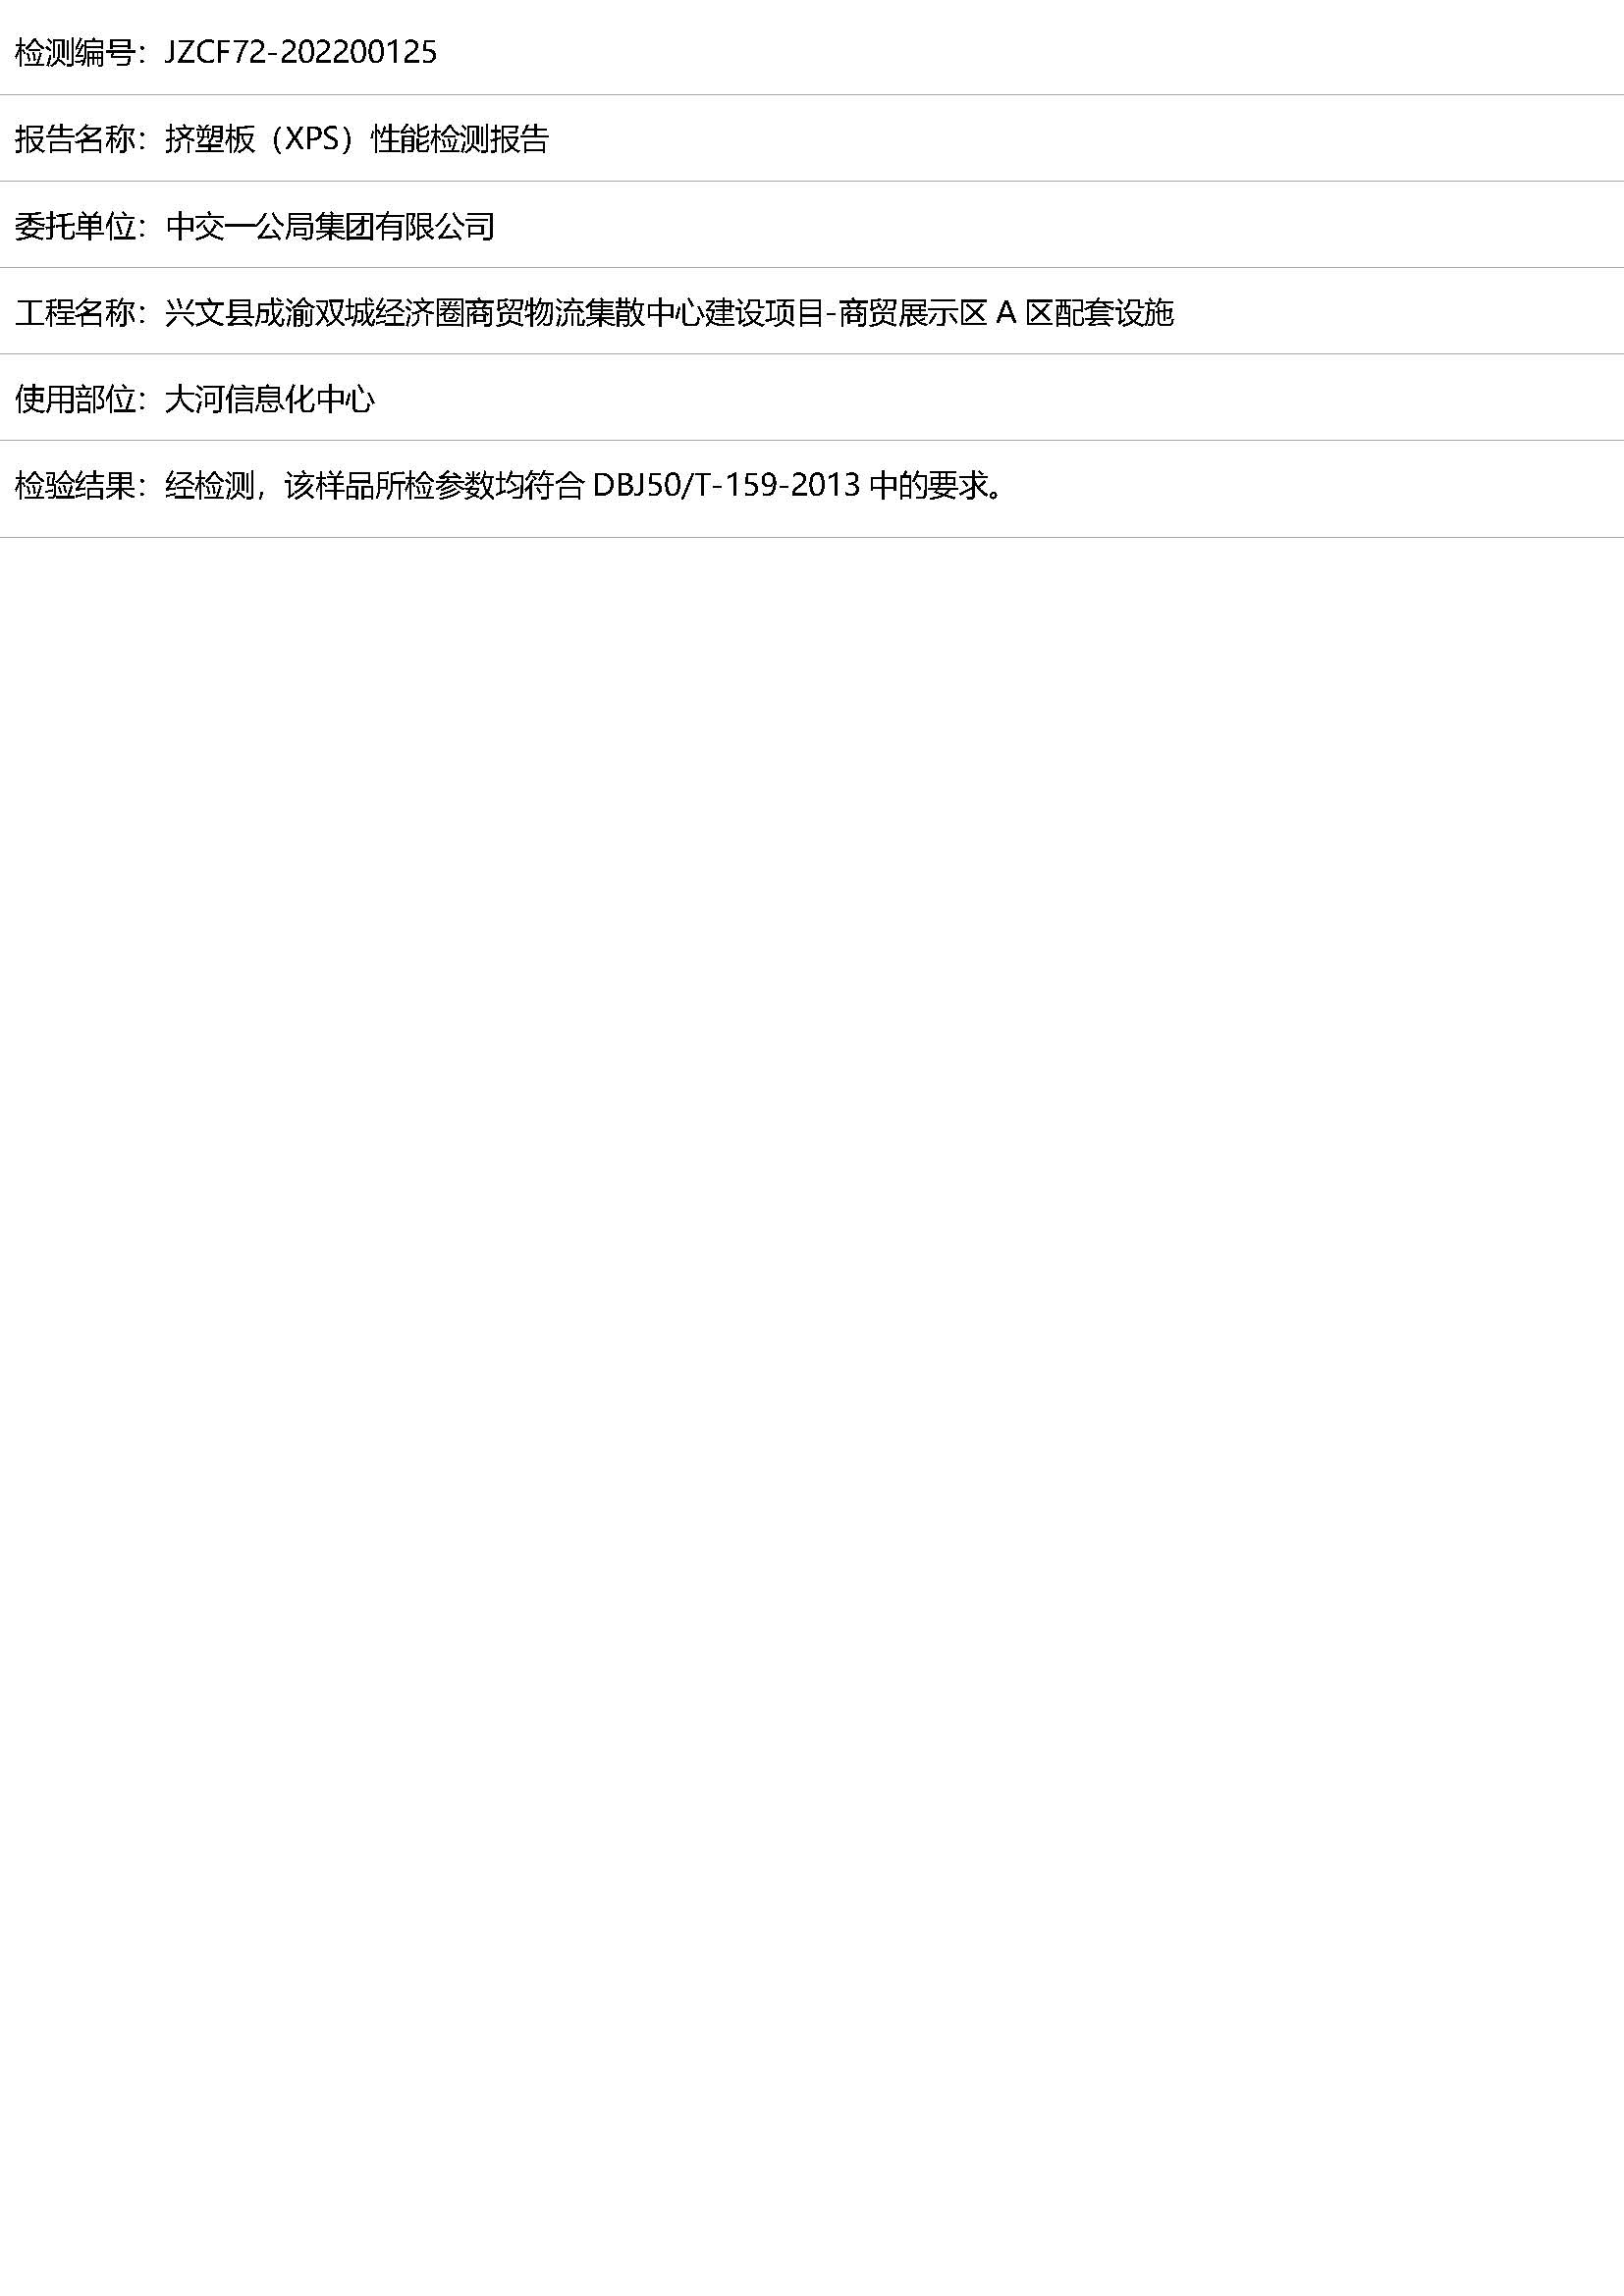 检测编号：JZCF72-202200125
报告名称：挤塑板（XPS）性能检测报告
委托单位：中交一公局集团有限公司
工程名称：兴文县成渝双城经济圈商贸物流集散中心建设项目-商贸展示区 A 区配套设施
使用部位：大河信息化中心
检验结果：经检测，该样品所检参数均符合 DBJ50/T-159-2013 中的要求。